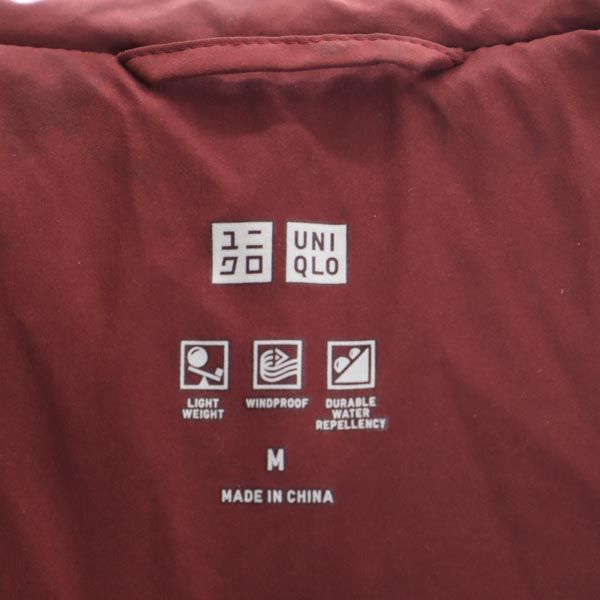 ユニ
クロ
UNI
QLO
LIGHT
WEIGHT
WINDPROOF
DURABLE
WATER
REPELLENCY
M
MADE IN CHINA